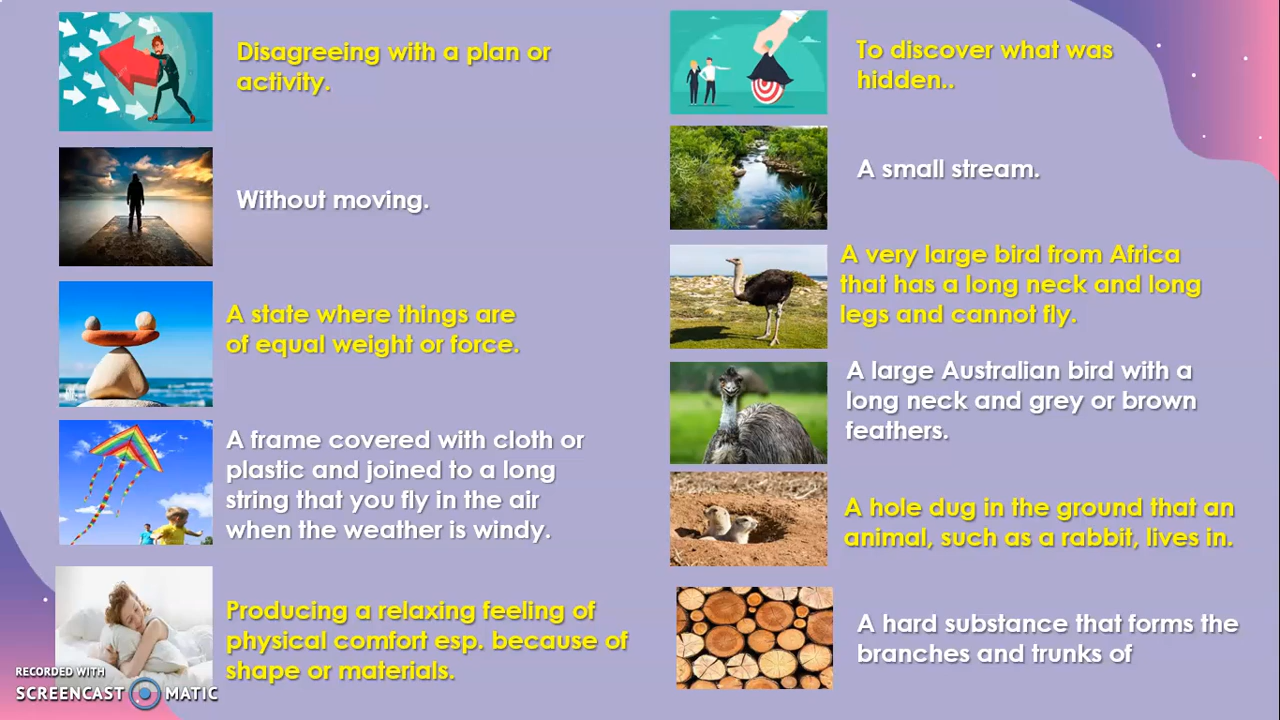 Disagreeing with a plan or
activity.
Without moving.
A state where things are
of equal weight or force.
A frame covered with cloth or
plastic and joined to a long
string that you fly in the air
when the weather is windy.
Producing a relaxing feeling of
physical comfort esp. because of
shape or materials.
To discover what was
hidden..
A small stream.
A very large bird from Africa
that has a long neck and long
legs and cannot fly.
A large Australian bird with a
long neck and grey or brown
feathers.
A hole dug in the ground that an
animal, such as a rabbit, lives in.
A hard substance that forms the
branches and trunks of
RECORDED WITH
SCREENCAST MATIC